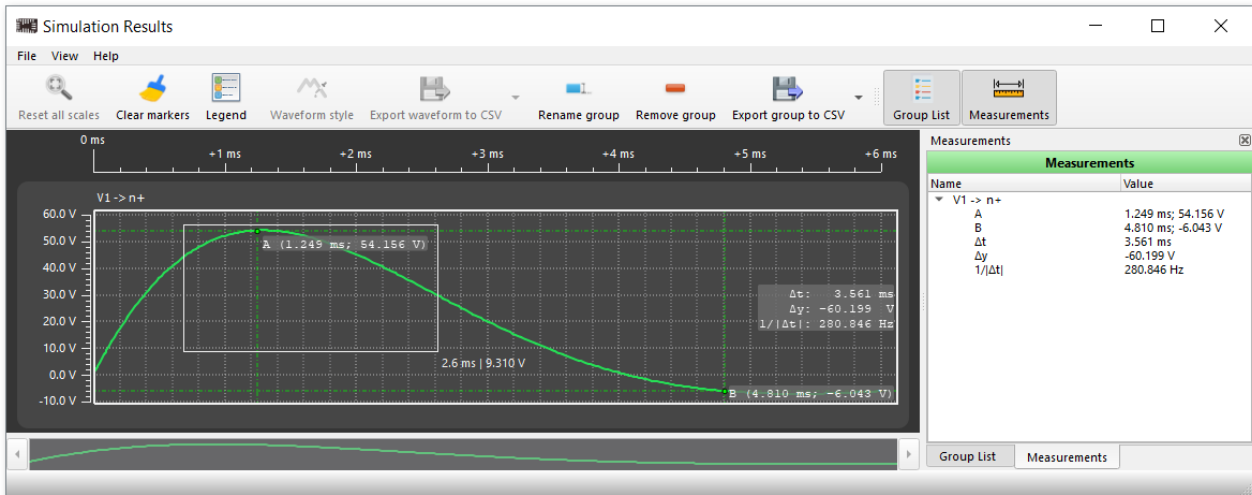 Simulation Results
File View Help
Reset all scales Clear markers Legend Waveform style Export waveform to CSV Rename group Remove group Export group to CSV Group List Measurements
0 ms +1 ms +2 ms +3 ms +4 ms +5 ms +6 ms
V1 -> n+
60.0 V
50.0 V
40.0 V
30.0 V
20.0 V
10.0 V
0.0 V
-10.0 V
A (1.249 ms; 54.156 V)
Δt: 3.561 ms
Δy: -60.199 V
1/|Δt|: 280.846 Hz
2.6 ms | 9.310 V
B (4.810 ms; -6.043 V)
Measurements
Measurements
Name Value
V1 -> n+
A 1.249 ms; 54.156 V
B 4.810 ms; -6.043 V
Δt 3.561 ms
Δy -60.199 V
1/|Δt| 280.846 Hz
Group List Measurements